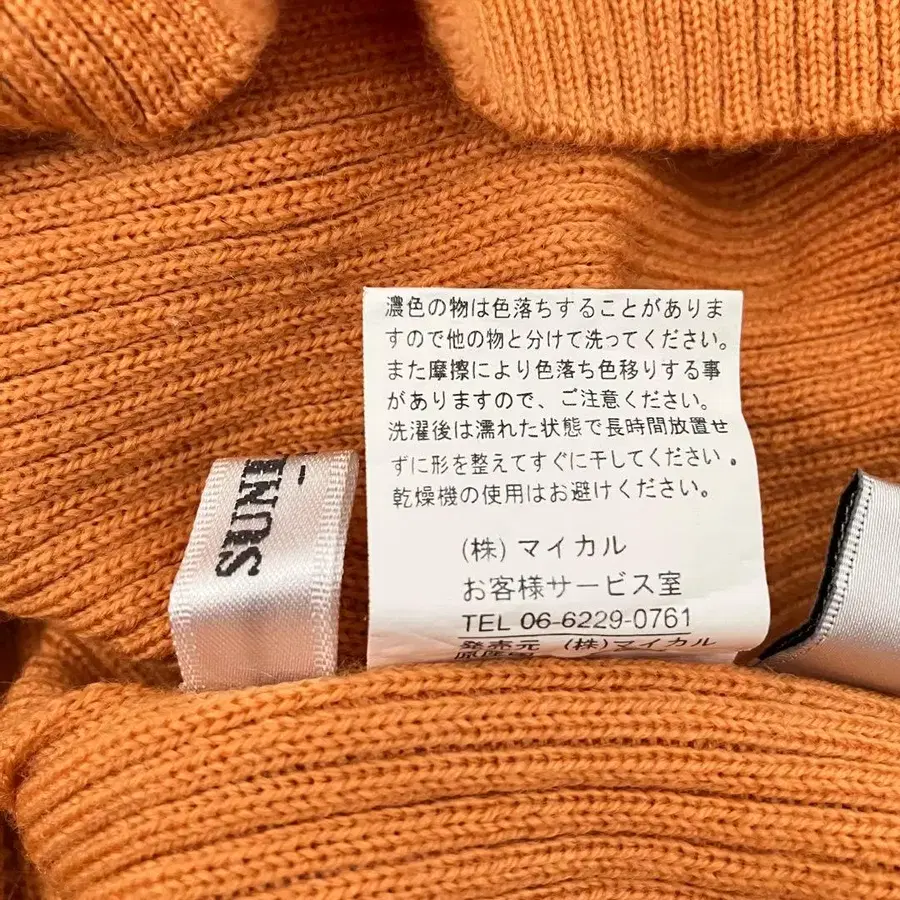 濃色の物は色落ちすることがありま
すので他の物と分けて洗ってください。
また摩擦により色落ち色移りする事
がありますので、ご注意ください。
洗濯後は濡れた状態で長時間放置せ
ずに形を整えてすぐに干してください。
乾燥機の使用はお避けください。
(株) マイカル
お客様サービス室
TEL 06-6229-0761
発売元 (株) マイカル